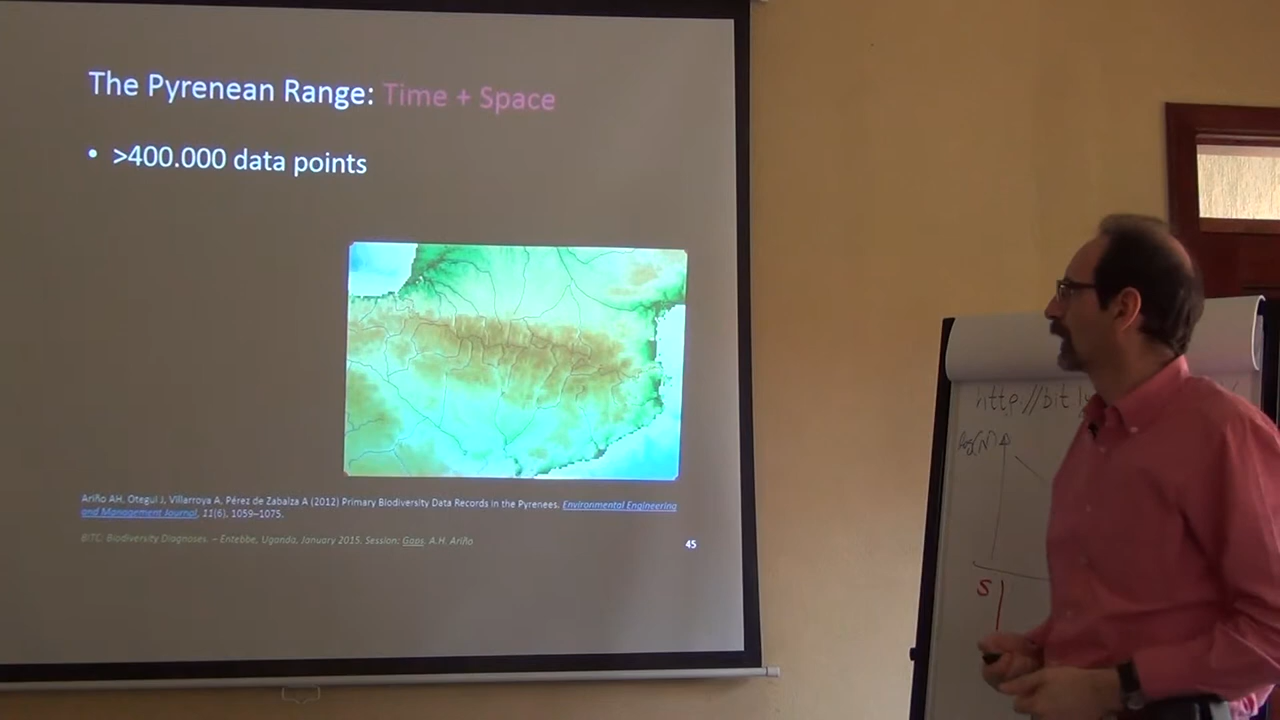 The Pyrenean Range: Time + Space
• >400.000 data points
Ariño AH, Otegui J, Villarroya A, Pérez de Zabalza A (2012) Primary Biodiversity Data Records in the Pyrenees. Environmental Engineering
and Management Journal, 11(6), 1059–1075.
BITC: Biodiversity Diagnoses. – Entebbe, Uganda, January 2015. Session: Gaps. A.H. Ariño
45
http://bit.ly
log(N)
S